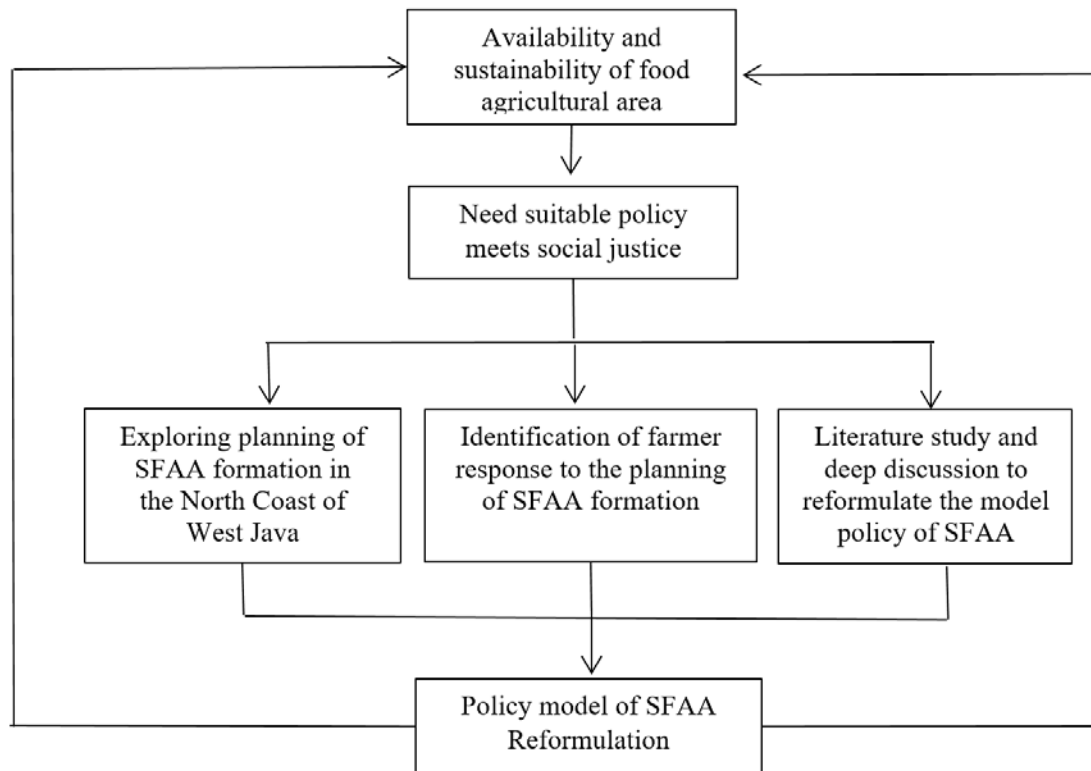 Availability and
sustainability of food
agricultural area
Need suitable policy
meets social justice
Exploring planning of
SFAA formation in
the North Coast of
West Java
Identification of farmer
response to the planning
of SFAA formation
Literature study and
deep discussion to
reformulate the model
policy of SFAA
Policy model of SFAA
Reformulation